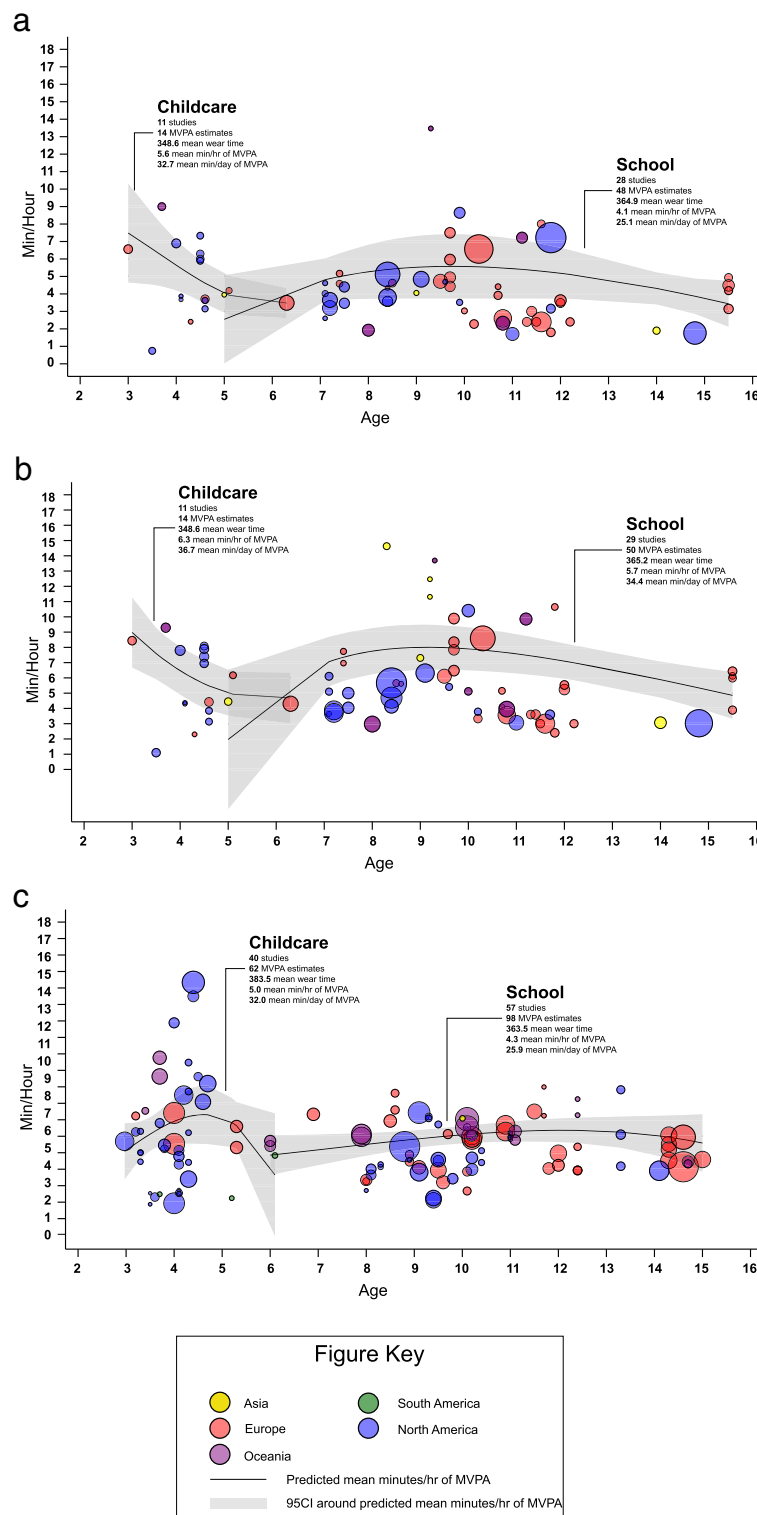 a
18
17
16
15
14
13
12
11
10
9
8
7
6
5
4
3
2
1
0
Min/Hour
Childcare
11 studies
14 MVPA estimates
348.6 mean wear time
5.6 mean min/hr of MVPA
32.7 mean min/day of MVPA
School
28 studies
48 MVPA estimates
364.9 mean wear time
4.1 mean min/hr of MVPA
25.1 mean min/day of MVPA
2 3 4 5 6 7 8 9 10 11 12 13 14 15 16
Age
b
18
17
16
15
14
13
12
11
10
9
8
7
6
5
4
3
2
1
0
Min/Hour
Childcare
11 studies
14 MVPA estimates
348.6 mean wear time
6.3 mean min/hr of MVPA
36.7 mean min/day of MVPA
School
29 studies
50 MVPA estimates
365.2 mean wear time
5.7 mean min/hr of MVPA
34.4 mean min/day of MVPA
2 3 4 5 6 7 8 9 10 11 12 13 14 15
Age
c
18
17
16
15
14
13
12
11
10
9
8
7
6
5
4
3
2
1
0
Min/Hour
Childcare
40 studies
62 MVPA estimates
383.5 mean wear time
5.0 mean min/hr of MVPA
32.0 mean min/day of MVPA
School
57 studies
98 MVPA estimates
363.5 mean wear time
4.3 mean min/hr of MVPA
25.9 mean min/day of MVPA
2 3 4 5 6 7 8 9 10 11 12 13 14 15 16
Age
Figure Key
Asia
South America
Europe
North America
Oceania
Predicted mean minutes/hr of MVPA
95CI around predicted mean minutes/hr of MVPA